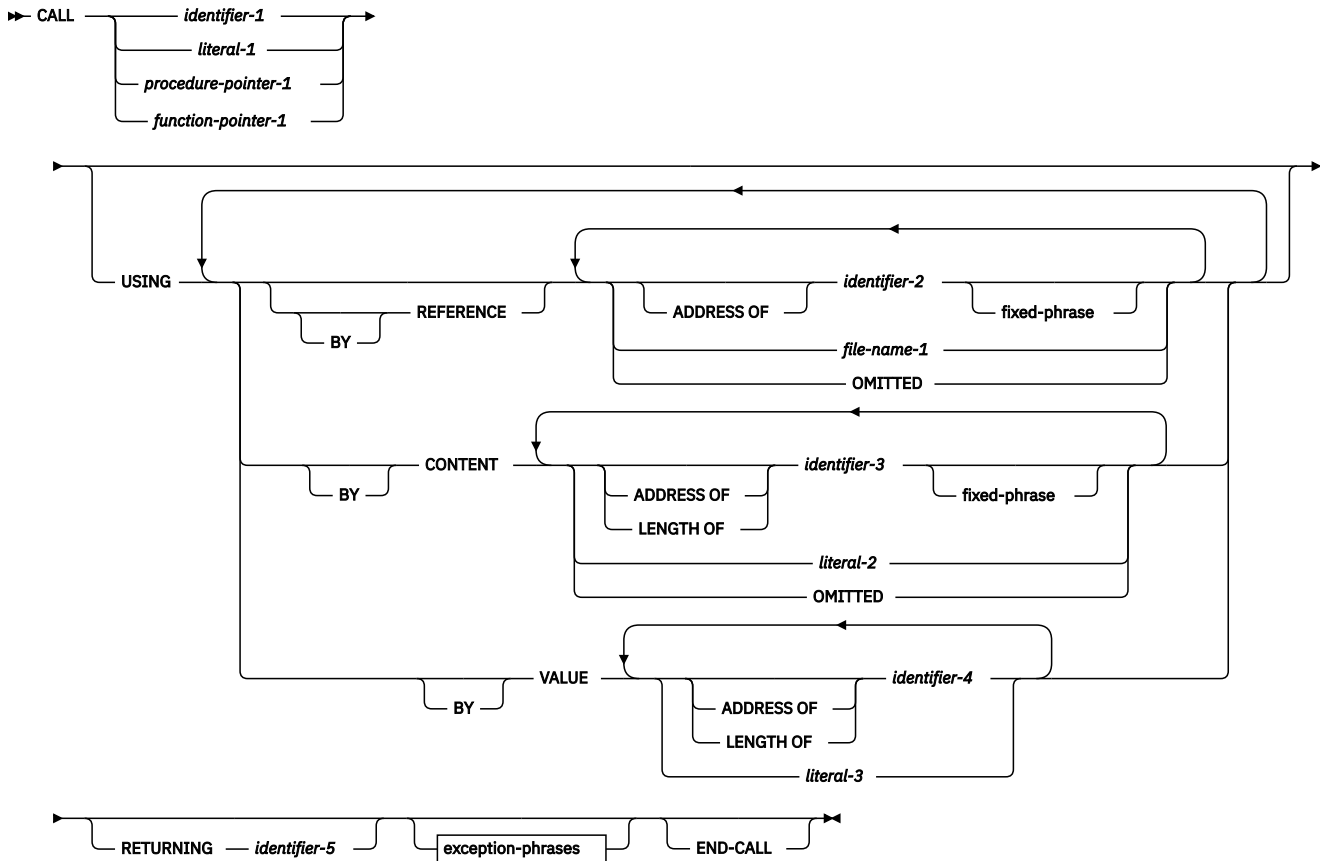 CALL identifier-1
literal-1
procedure-pointer-1
function-pointer-1
USING identifier-2
REFERENCE ADDRESS OF fixed-phrase
BY
file-name-1
OMITTED
CONTENT identifier-3
BY ADDRESS OF fixed-phrase
LENGTH OF
literal-2
OMITTED
VALUE identifier-4
BY ADDRESS OF
LENGTH OF
literal-3
RETURNING identifier-5 exception-phrases END-CALL